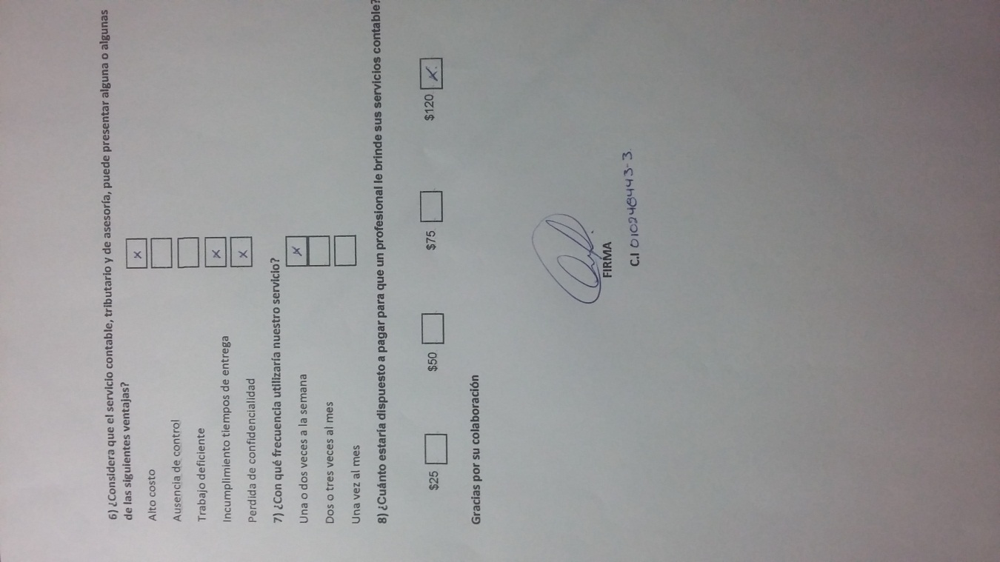 6) ¿Considera que el servicio contable, tributario y de asesoría, puede presentar alguna o algunas
de las siguientes ventajas?
Alto costo X
Ausencia de control
Trabajo deficiente
Incumplimiento tiempos de entrega X
Perdida de confidencialidad X
7) ¿Con qué frecuencia utilizaría nuestro servicio?
Una o dos veces a la semana X
Dos o tres veces al mes
Una vez al mes
8) ¿Cuánto estaría dispuesto a pagar para que un profesional le brinde sus servicios contable?
$25 $50 $75 $120 X.
Gracias por su colaboración
FIRMA
C.I 010248443-3